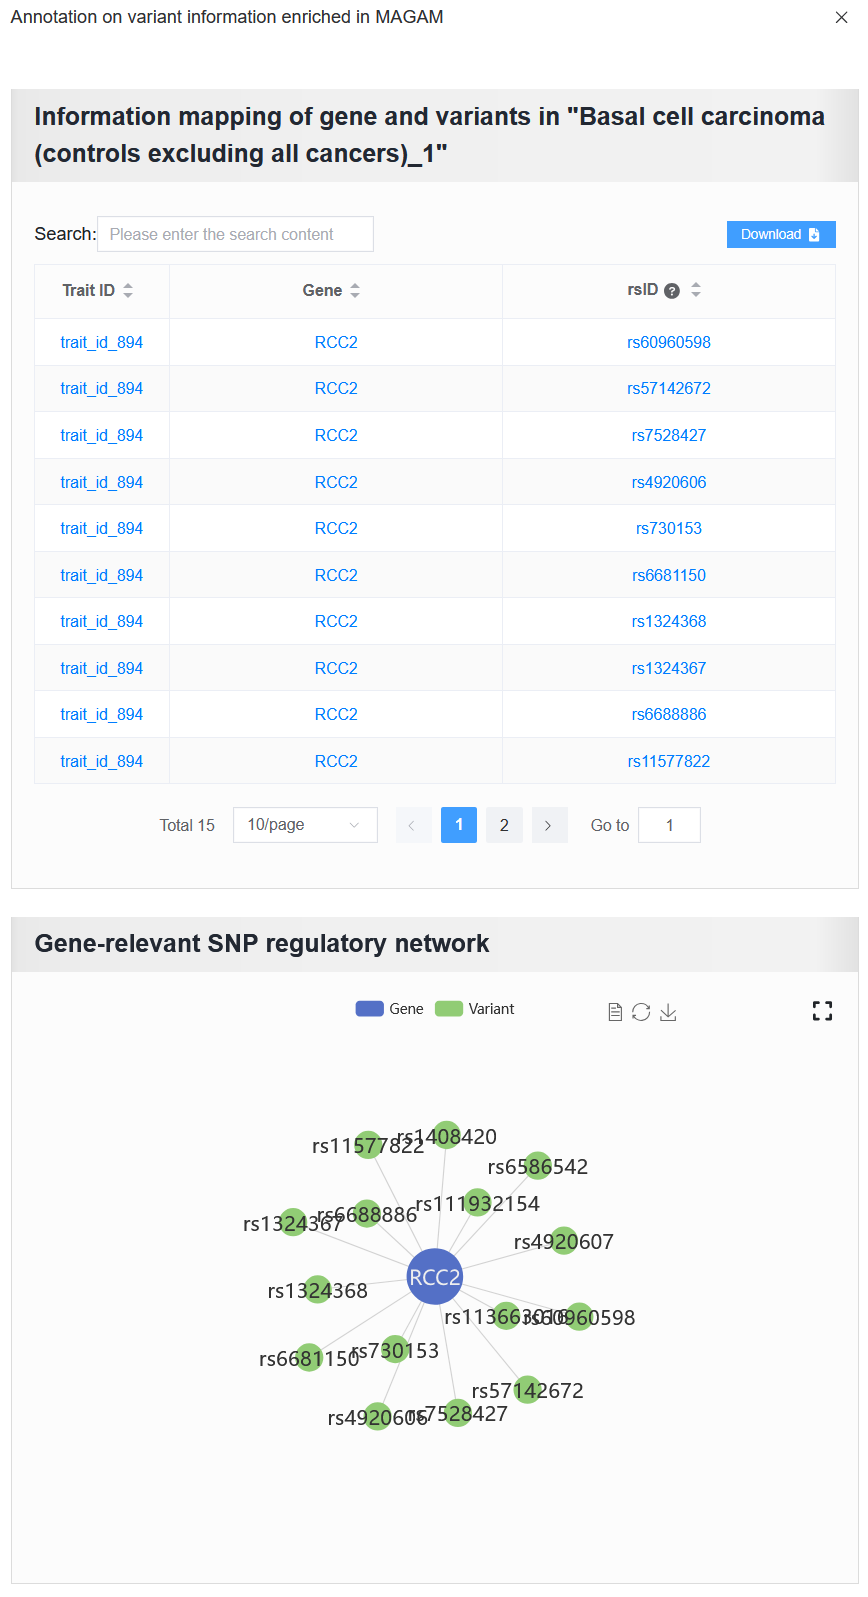 Annotation on variant information enriched in MAGAM
Information mapping of gene and variants in "Basal cell carcinoma
(controls excluding all cancers)_1"
Search: Please enter the search content Download
Trait ID Gene rsID ?
trait_id_894 RCC2 rs60960598
trait_id_894 RCC2 rs57142672
trait_id_894 RCC2 rs7528427
trait_id_894 RCC2 rs4920606
trait_id_894 RCC2 rs730153
trait_id_894 RCC2 rs6681150
trait_id_894 RCC2 rs1324368
trait_id_894 RCC2 rs1324367
trait_id_894 RCC2 rs6688886
trait_id_894 RCC2 rs11577822
Total 15 10/page 1 2 Go to 1
Gene-relevant SNP regulatory network
Gene Variant
rs1408420
rs11577822
rs6586542
rs111932154
rs6688886
rs1324367
rs4920607
RCC2
rs1324368
rs60960598
rs730153
rs6681150
rs57142672
rs7528427
rs4920606